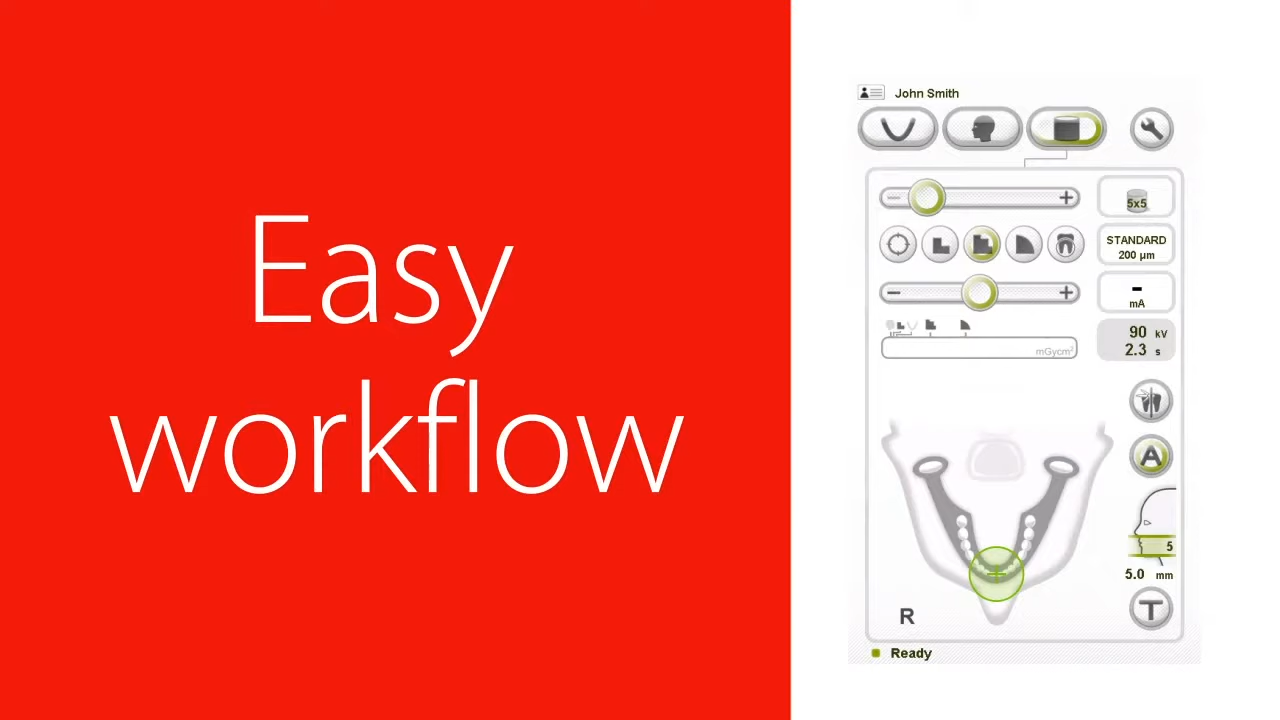 Easy
workflow
John Smith
5x5
STANDARD
200 µm
-
mA
mGycm²
90 kV
2.3 s
A
5
5.0 mm
T
R
Ready